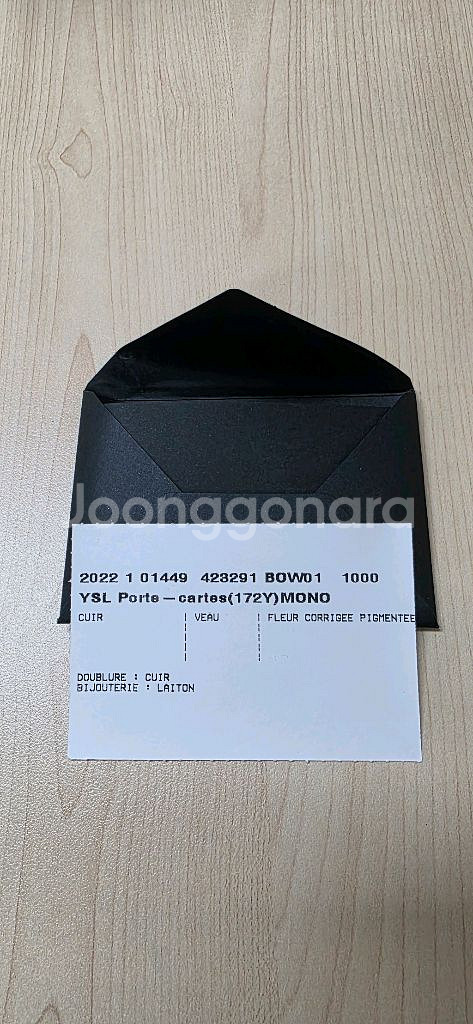 Joonggonara
2022 1 01449 423291 BOW01 1000
YSL Porte-cartes(172Y)MONO
CUIR | VEAU | FLEUR CORRIGEE PIGMENTEE
DOUBLURE : CUIR
BIJOUTERIE : LAITON